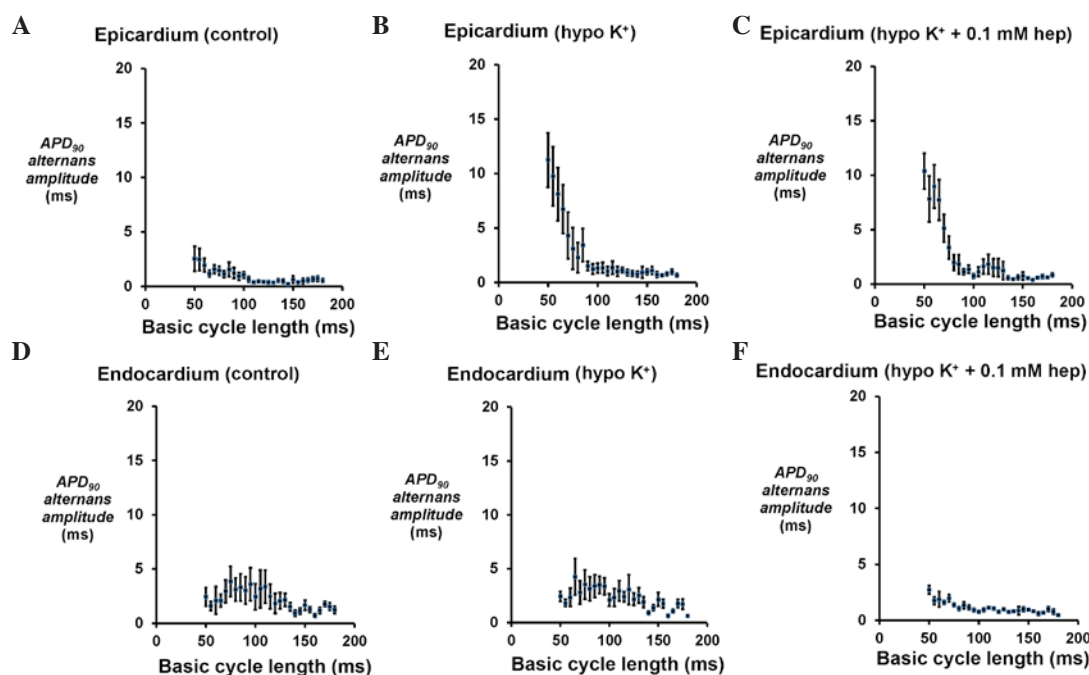 A
Epicardium (control)
20
15
10
5
0
APD90
alternans
amplitude
(ms)
0 50 100 150 200
Basic cycle length (ms)
B
Epicardium (hypo K⁺)
20
15
10
5
0
APD90
alternans
amplitude
(ms)
0 50 100 150 200
Basic cycle length (ms)
C
Epicardium (hypo K⁺ + 0.1 mM hep)
20
15
10
5
0
APD90
alternans
amplitude
(ms)
0 50 100 150 200
Basic cycle length (ms)
D
Endocardium (control)
20
15
10
5
0
APD90
alternans
amplitude
(ms)
0 50 100 150 200
Basic cycle length (ms)
E
Endocardium (hypo K⁺)
20
15
10
5
0
APD90
alternans
amplitude
(ms)
0 50 100 150 200
Basic cycle length (ms)
F
Endocardium (hypo K⁺ + 0.1 mM hep)
20
15
10
5
0
APD90
alternans
amplitude
(ms)
0 50 100 150 200
Basic cycle length (ms)